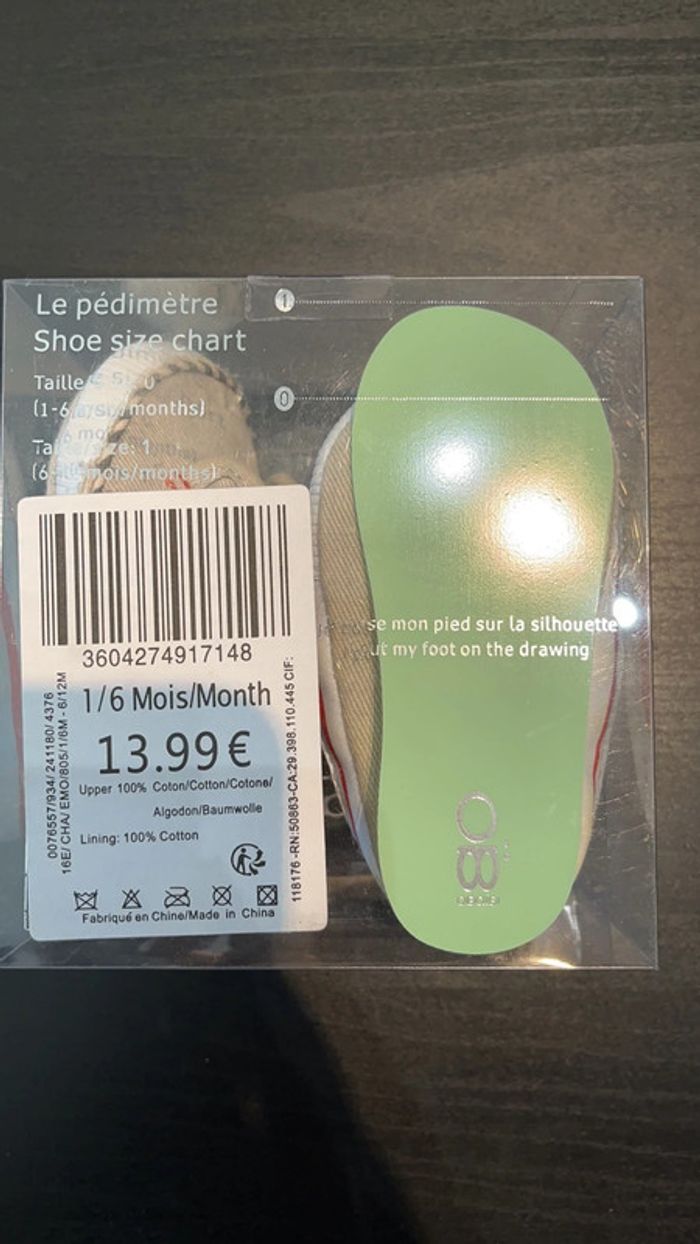 Le pédimètre
Shoe size chart
1
0
(1-6 /months)
size: 1
mois/months)
3604274917148
1/6 Mois/Month
13.99 €
Upper 100% Coton/Cotton/Cotone/
Algodon/Baumwolle
Lining: 100% Cotton
Fabriqué en Chine/Made in China
0076557/934/ 241180/ 4376
16E/ CHA/ EMO/805/1/6M - 6/12M
118176 -RN:50863-CA:29.398.110.445 CIF:
mon pied sur la silhouette
my foot on the drawing